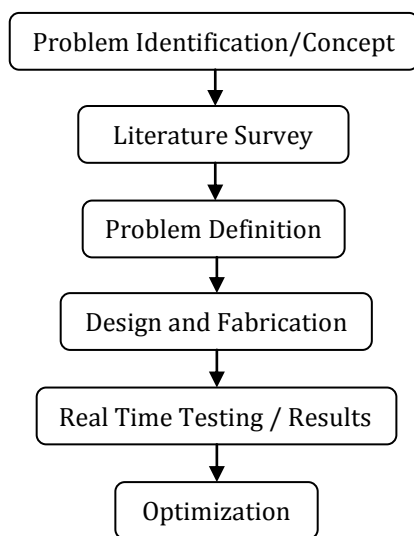 Problem Identification/Concept
Literature Survey
Problem Definition
Design and Fabrication
Real Time Testing / Results
Optimization